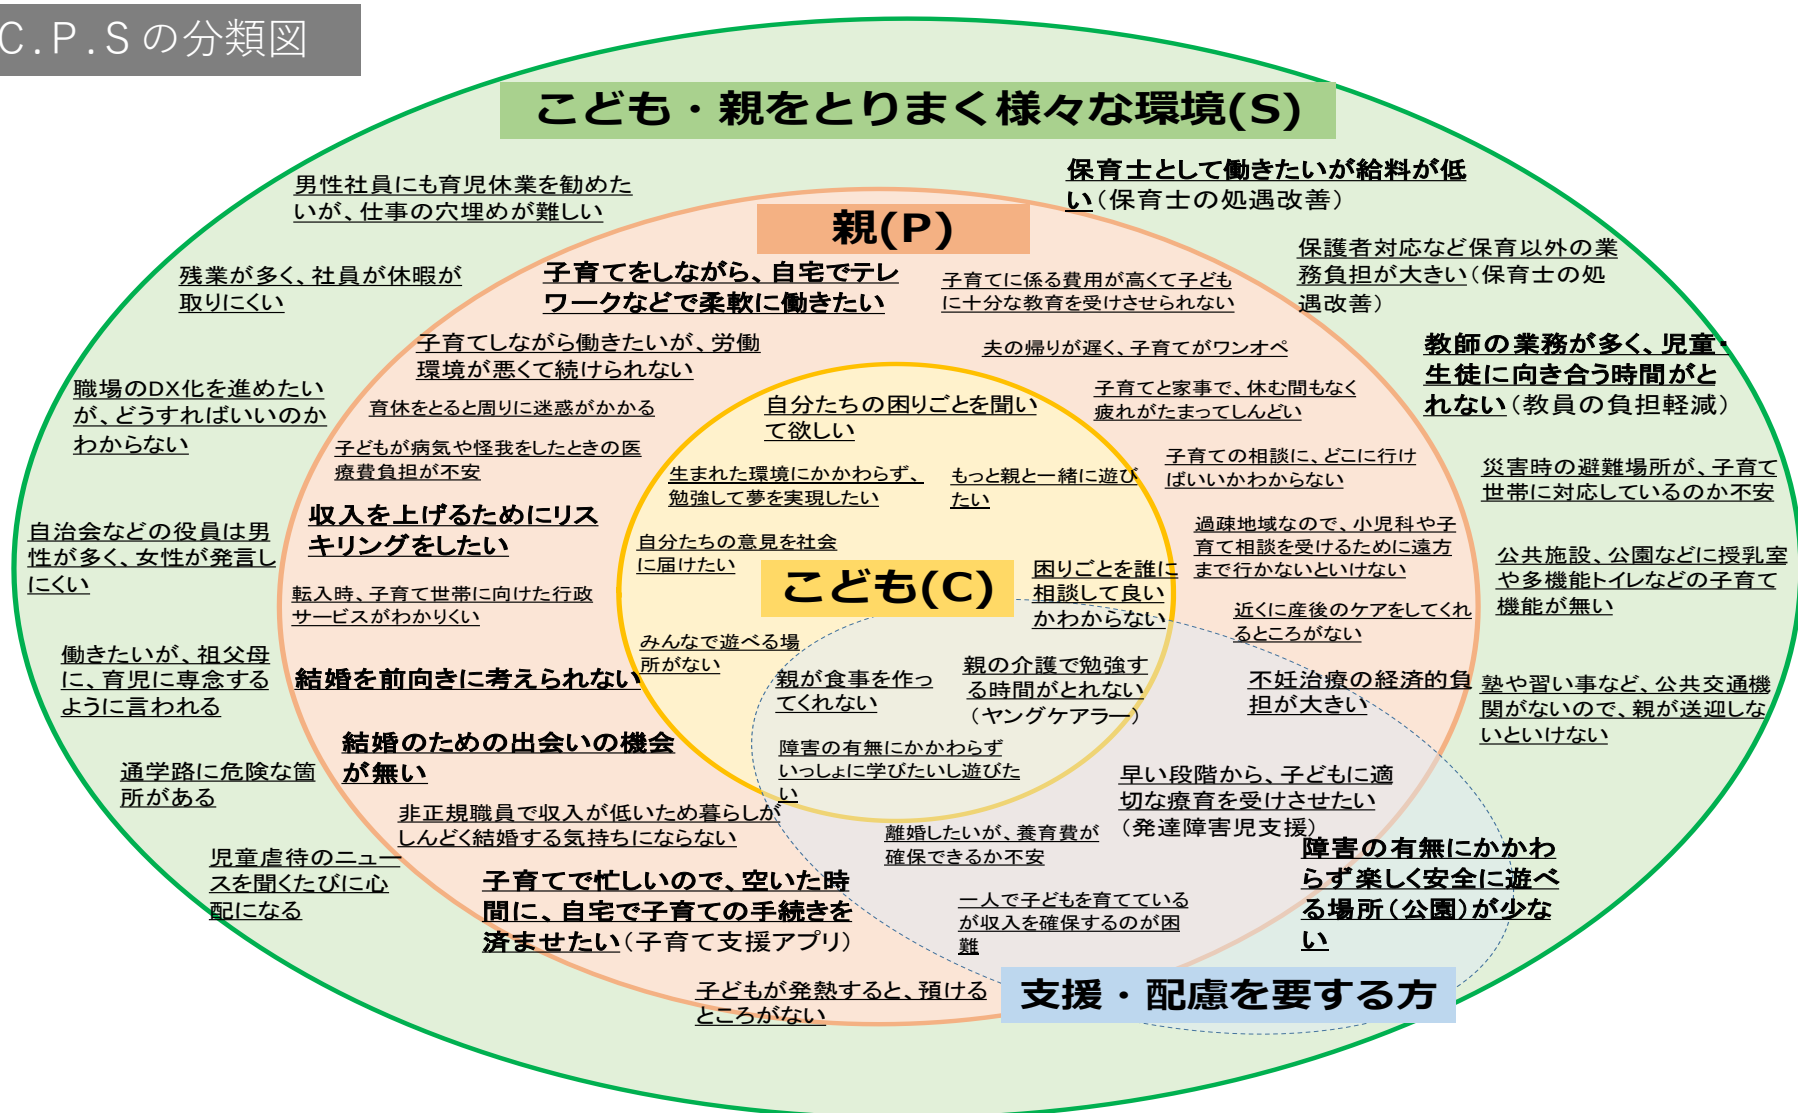 C.P.Sの分類図
こども・親をとりまく様々な環境(S)
男性社員にも育児休業を勧めた
いが、仕事の穴埋めが難しい
残業が多く、社員が休暇が
取りにくい
職場のDX化を進めたい
が、どうすればいいのか
わからない
自治会などの役員は男
性が多く、女性が発言し
にくい
働きたいが、祖父母
に、育児に専念する
ように言われる
通学路に危険な箇
所がある
児童虐待のニュー
スを聞くたびに心
配になる
保育士として働きたいが給料が低
い（保育士の処遇改善）
保護者対応など保育以外の業
務負担が大きい（保育士の処
遇改善）
教師の業務が多く、児童・
生徒に向き合う時間がと
れない（教員の負担軽減）
災害時の避難場所が、子育て
世帯に対応しているのか不安
公共施設、公園などに授乳室
や多機能トイレなどの子育て
機能が無い
塾や習い事など、公共交通機
関がないので、親が送迎しな
いといけない
親(P)
子育てをしながら、自宅でテレ
ワークなどで柔軟に働きたい
子育てしながら働きたいが、労働
環境が悪くて続けられない
育休をとると周りに迷惑がかかる
子どもが病気や怪我をしたときの医
療費負担が不安
収入を上げるためにリス
キリングをしたい
転入時、子育て世帯に向けた行政
サービスがわかりくい
結婚を前向きに考えられない
結婚のための出会いの機会
が無い
非正規職員で収入が低いため暮らしが
しんどく結婚する気持ちにならない
子育てで忙しいので、空いた時
間に、自宅で子育ての手続きを
済ませたい（子育て支援アプリ）
子どもが発熱すると、預ける
ところがない
子育てに係る費用が高くて子ども
に十分な教育を受けさせられない
夫の帰りが遅く、子育てがワンオペ
子育てと家事で、休む間もなく
疲れがたまってしんどい
子育ての相談に、どこに行け
ばいいかわからない
過疎地域なので、小児科や子
育て相談を受けるために遠方
まで行かないといけない
近くに産後のケアをしてくれ
るところがない
不妊治療の経済的負
担が大きい
自分たちの困りごとを聞い
て欲しい
生まれた環境にかかわらず、
勉強して夢を実現したい
もっと親と一緒に遊び
たい
自分たちの意見を社会
に届けたい
こども(C)
困りごとを誰に
相談して良い
かわからない
みんなで遊べる場
所がない
親が食事を作っ
てくれない
親の介護で勉強す
る時間がとれない
（ヤングケアラー）
障害の有無にかかわらず
いっしょに学びたいし遊びた
い
早い段階から、子どもに適
切な療育を受けさせたい
（発達障害児支援）
離婚したいが、養育費が
確保できるか不安
一人で子どもを育てている
が収入を確保するのが困
難
障害の有無にかかわ
らず楽しく安全に遊べ
る場所（公園）が少な
い
支援・配慮を要する方